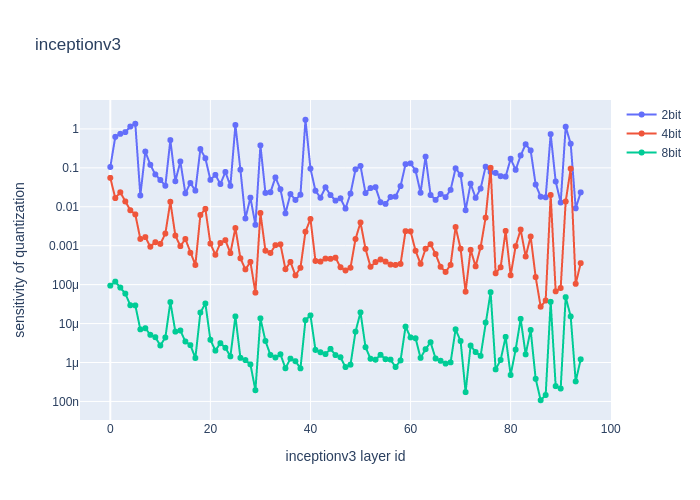 inceptionv3
2bit
4bit
8bit
1
0.1
0.01
0.001
100μ
10μ
1μ
100n
sensitivity of quantization
0 20 40 60 80 100
inceptionv3 layer id